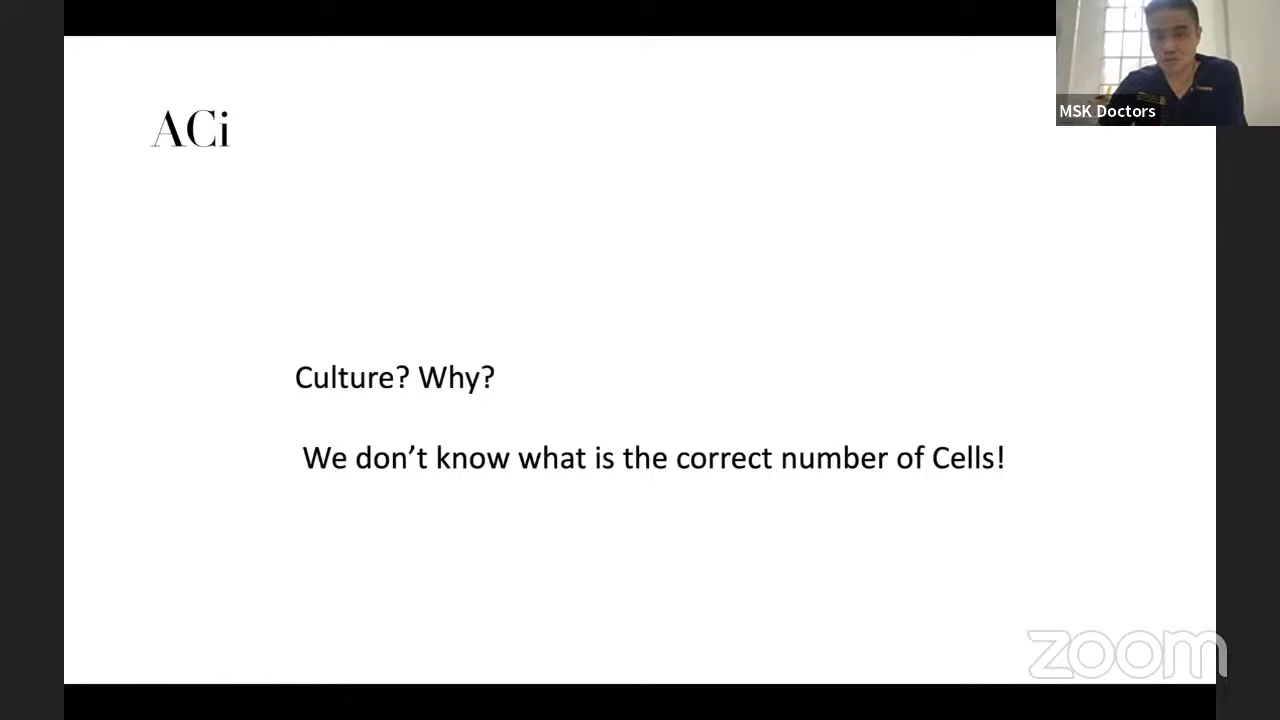 MSK Doctors
ACi
Culture? Why?
We don’t know what is the correct number of Cells!
zoom